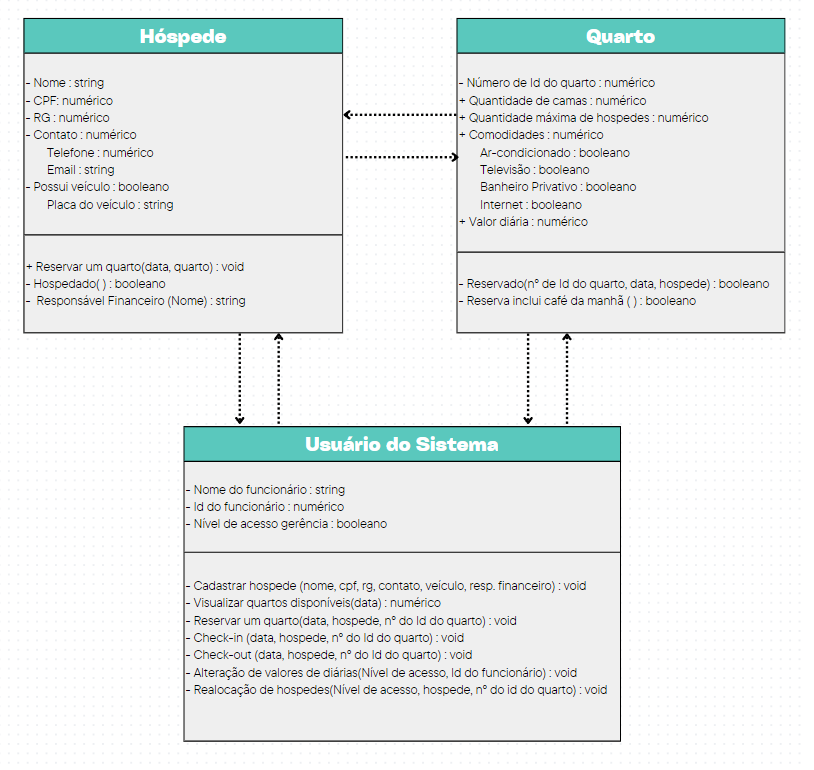 Hóspede
- Nome : string
- CPF: numérico
- RG : numérico
- Contato : numérico
Telefone : numérico
Email : string
- Possui veículo : booleano
Placa do veículo : string
+ Reservar um quarto(data, quarto) : void
- Hospedado( ) : booleano
- Responsável Financeiro (Nome) : string
Quarto
- Número de Id do quarto : numérico
+ Quantidade de camas : numérico
+ Quantidade máxima de hospedes : numérico
+ Comodidades : numérico
Ar-condicionado : booleano
Televisão : booleano
Banheiro Privativo : booleano
Internet : booleano
+ Valor diária : numérico
- Reservado(nº de Id do quarto, data, hospede) : booleano
- Reserva inclui café da manhã ( ) : booleano
Usuário do Sistema
- Nome do funcionário : string
- Id do funcionário : numérico
- Nível de acesso gerência : booleano
- Cadastrar hospede (nome, cpf, rg, contato, veículo, resp. financeiro) : void
- Visualizar quartos disponíveis(data) : numérico
- Reservar um quarto(data, hospede, nº do Id do quarto) : void
- Check-in (data, hospede, nº do Id do quarto) : void
- Check-out (data, hospede, nº do Id do quarto) : void
- Alteração de valores de diárias(Nível de acesso, Id do funcionário) : void
- Realocação de hospedes(Nível de acesso, hospede, nº do id do quarto) : void